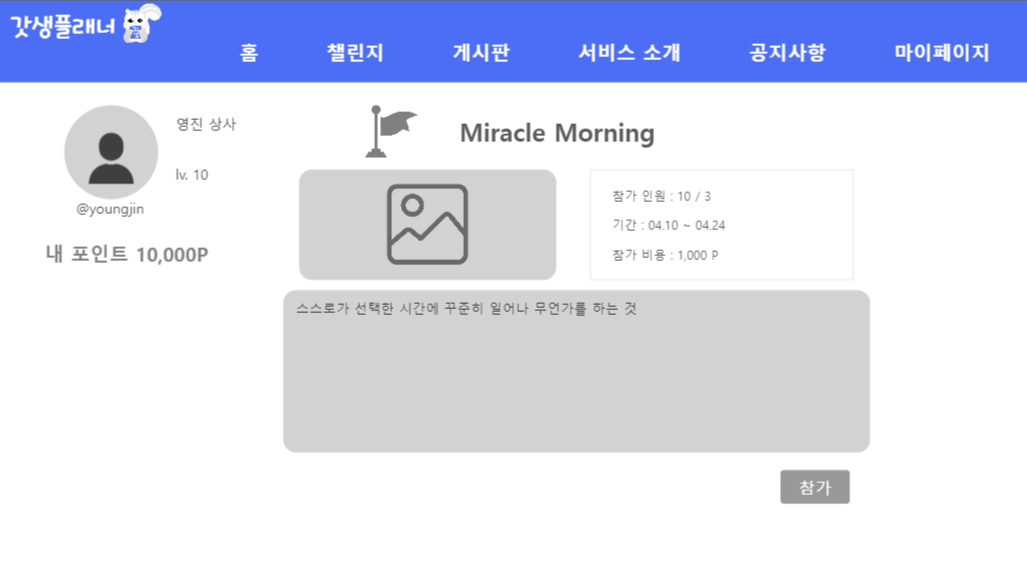 갓생플래너
홈 챌린지 게시판 서비스 소개 공지사항 마이페이지
영진 상사
lv. 10
@youngjin
내 포인트 10,000P
Miracle Morning
참가 인원 : 10 / 3
기간 : 04.10 ~ 04.24
참가 비용 : 1,000 P
스스로가 선택한 시간에 꾸준히 일어나 무언가를 하는 것
참가